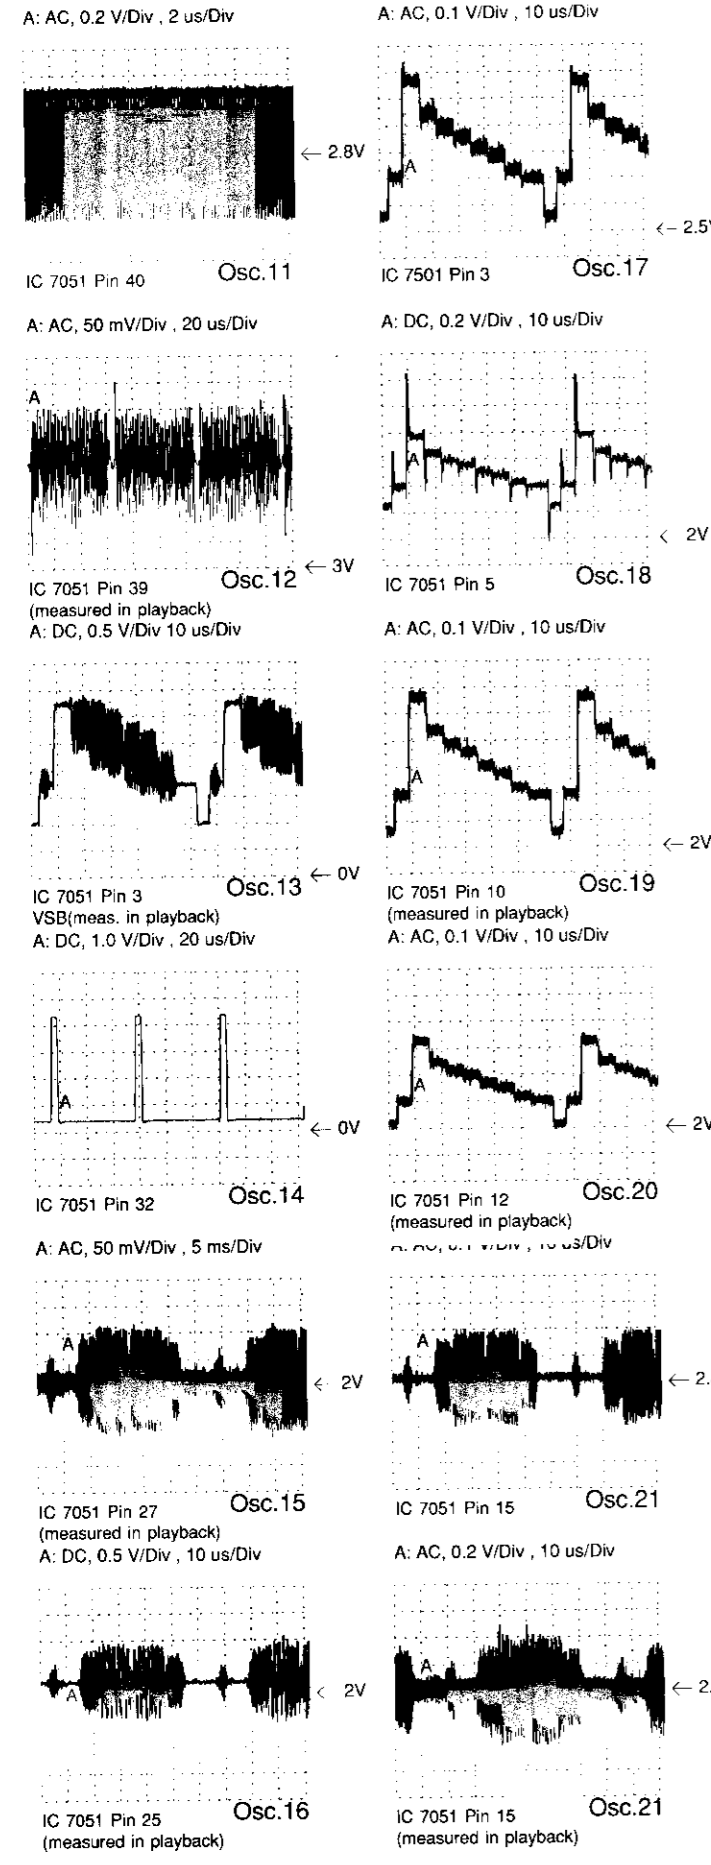 A: AC, 0.2 V/Div , 2 us/Div
← 2.8V
IC 7051 Pin 40
Osc.11
A: AC, 50 mV/Div , 20 us/Div
A
← 3V
IC 7051 Pin 39
Osc.12
(measured in playback)
A: DC, 0.5 V/Div 10 us/Div
← 0V
IC 7051 Pin 3
Osc.13
VSB(meas. in playback)
A: DC, 1.0 V/Div , 20 us/Div
A
← 0V
IC 7051 Pin 32
Osc.14
A: AC, 50 mV/Div , 5 ms/Div
A
← 2V
IC 7051 Pin 27
Osc.15
(measured in playback)
A: DC, 0.5 V/Div , 10 us/Div
A
← 2V
IC 7051 Pin 25
Osc.16
(measured in playback)
A: AC, 0.1 V/Div , 10 us/Div
A
← 2.5V
IC 7501 Pin 3
Osc.17
A: DC, 0.2 V/Div , 10 us/Div
A
← 2V
IC 7051 Pin 5
Osc.18
A: AC, 0.1 V/Div , 10 us/Div
A
← 2V
IC 7051 Pin 10
Osc.19
(measured in playback)
A: AC, 0.1 V/Div , 10 us/Div
A
← 2V
IC 7051 Pin 12
Osc.20
(measured in playback)
A: AC, 0.1 V/Div , 10 us/Div
A
← 2.
IC 7051 Pin 15
Osc.21
A: AC, 0.2 V/Div , 10 us/Div
A
← 2.
IC 7051 Pin 15
Osc.21
(measured in playback)